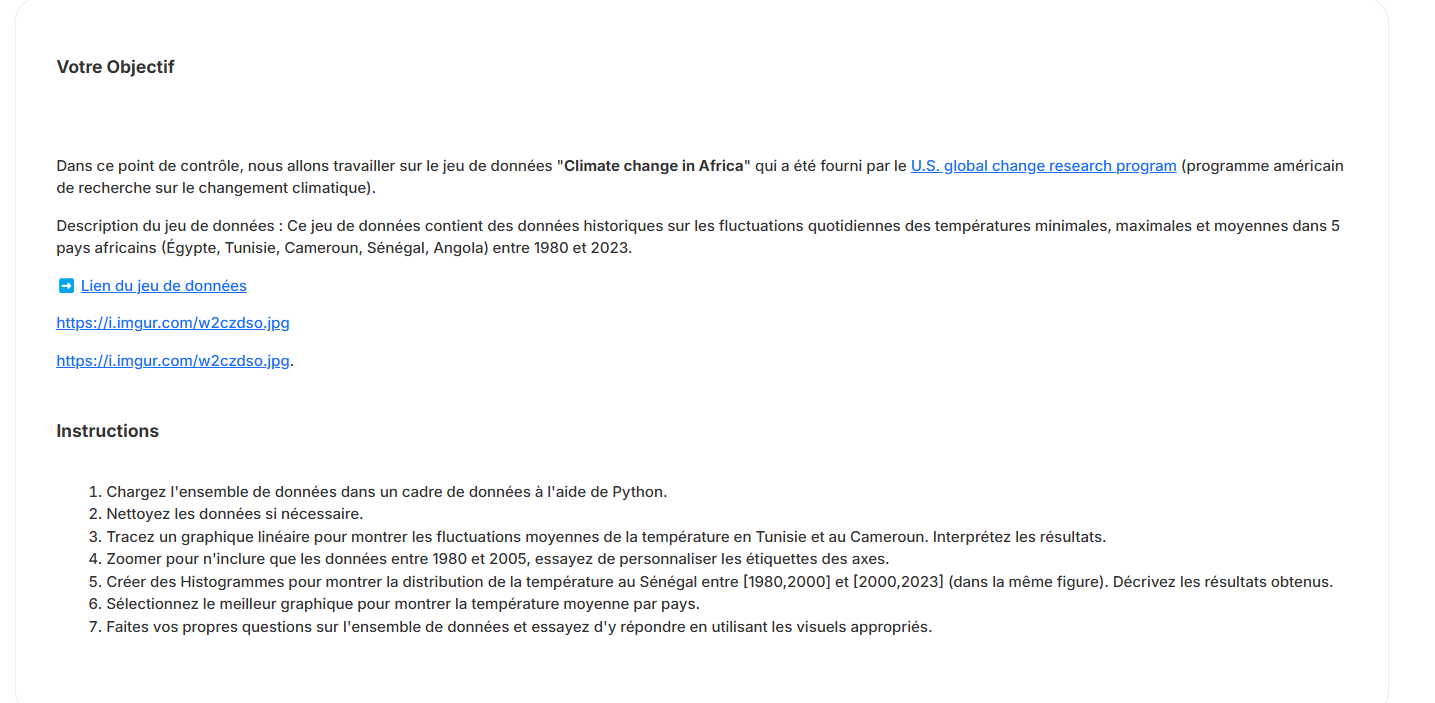 Votre Objectif
Dans ce point de contrôle, nous allons travailler sur le jeu de données "Climate change in Africa" qui a été fourni par le U.S. global change research program (programme américain
de recherche sur le changement climatique).
Description du jeu de données : Ce jeu de données contient des données historiques sur les fluctuations quotidiennes des températures minimales, maximales et moyennes dans 5
pays africains (Égypte, Tunisie, Cameroun, Sénégal, Angola) entre 1980 et 2023.
➡️ Lien du jeu de données
https://i.imgur.com/w2czdso.jpg
https://i.imgur.com/w2czdso.jpg.
Instructions
1. Chargez l'ensemble de données dans un cadre de données à l'aide de Python.
2. Nettoyez les données si nécessaire.
3. Tracez un graphique linéaire pour montrer les fluctuations moyennes de la température en Tunisie et au Cameroun. Interprétez les résultats.
4. Zoomer pour n'inclure que les données entre 1980 et 2005, essayez de personnaliser les étiquettes des axes.
5. Créer des Histogrammes pour montrer la distribution de la température au Sénégal entre [1980,2000] et [2000,2023] (dans la même figure). Décrivez les résultats obtenus.
6. Sélectionnez le meilleur graphique pour montrer la température moyenne par pays.
7. Faites vos propres questions sur l'ensemble de données et essayez d'y répondre en utilisant les visuels appropriés.